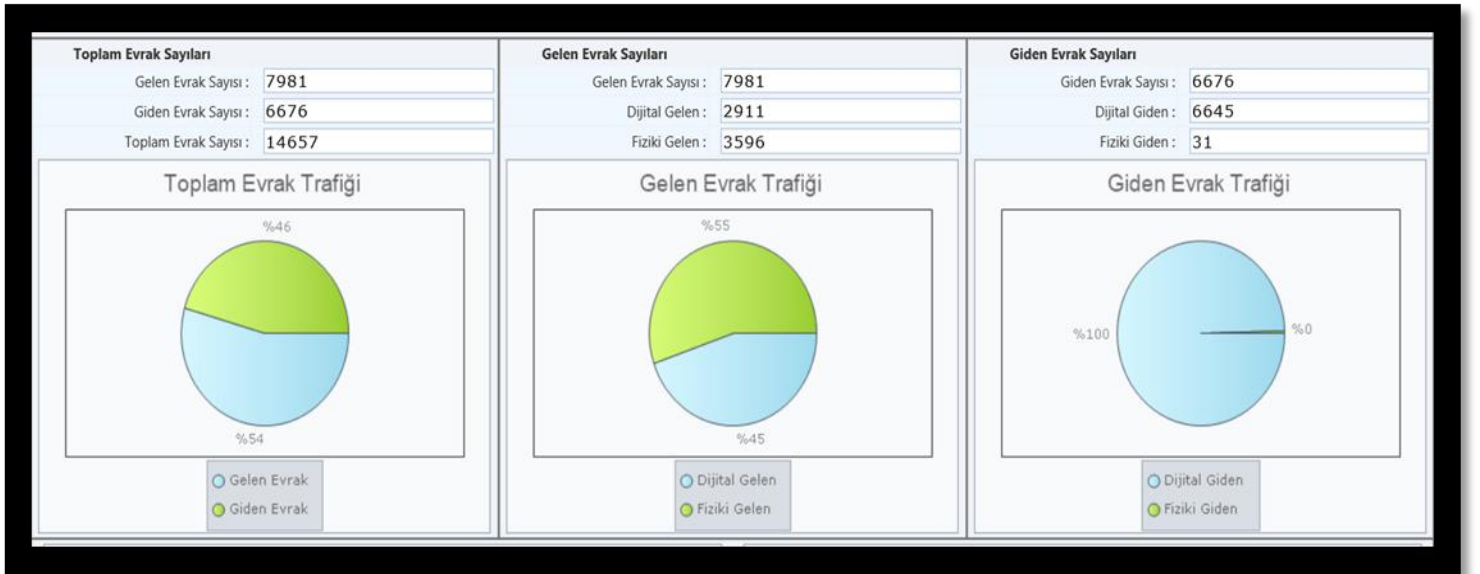 Toplam Evrak Sayıları
Gelen Evrak Sayısı : 7981
Giden Evrak Sayısı : 6676
Toplam Evrak Sayısı : 14657
Toplam Evrak Trafiği
%46
%54
Gelen Evrak
Giden Evrak
Gelen Evrak Sayıları
Gelen Evrak Sayısı : 7981
Dijital Gelen : 2911
Fiziki Gelen : 3596
Gelen Evrak Trafiği
%55
%45
Dijital Gelen
Fiziki Gelen
Giden Evrak Sayıları
Giden Evrak Sayısı : 6676
Dijital Giden : 6645
Fiziki Giden : 31
Giden Evrak Trafiği
%100
%0
Dijital Giden
Fiziki Giden